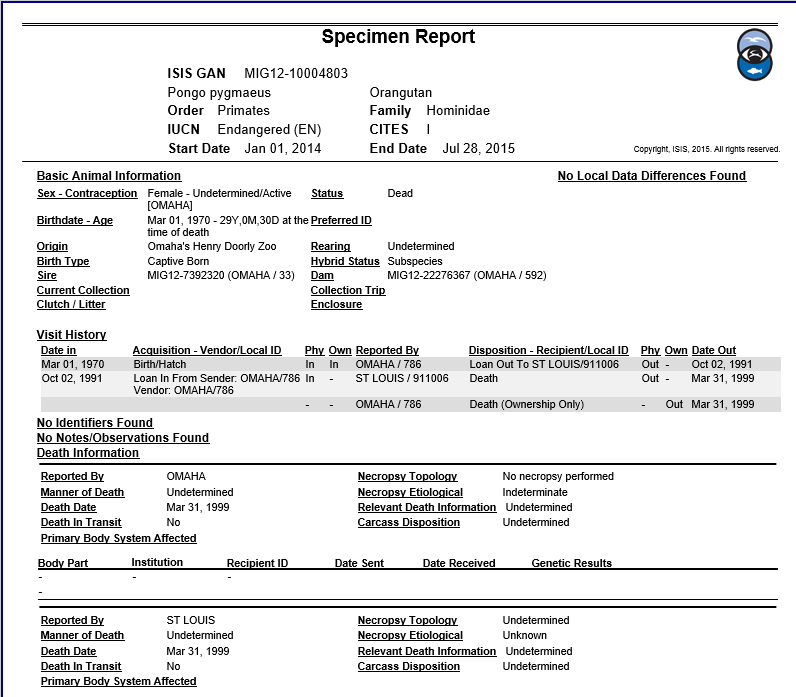 Specimen Report
ISIS GAN MIG12-10004803
Pongo pygmaeus Orangutan
Order Primates Family Hominidae
IUCN Endangered (EN) CITES I
Start Date Jan 01, 2014 End Date Jul 28, 2015
Copyright, ISIS, 2015. All rights reserved.
Basic Animal Information No Local Data Differences Found
Sex - Contraception Female - Undetermined/Active Status Dead
[OMAHA]
Birthdate - Age Mar 01, 1970 - 29Y,0M,30D at the Preferred ID
time of death
Origin Omaha's Henry Doorly Zoo Rearing Undetermined
Birth Type Captive Born Hybrid Status Subspecies
Sire MIG12-7392320 (OMAHA / 33) Dam MIG12-22276367 (OMAHA / 592)
Current Collection Collection Trip
Clutch / Litter Enclosure
Visit History
Date in Acquisition - Vendor/Local ID Phy Own Reported By Disposition - Recipient/Local ID Phy Own Date Out
Mar 01, 1970 Birth/Hatch In In OMAHA / 786 Loan Out To ST LOUIS/911006 Out - Oct 02, 1991
Oct 02, 1991 Loan In From Sender: OMAHA/786 In - ST LOUIS / 911006 Death Out - Mar 31, 1999
Vendor: OMAHA/786
- - OMAHA / 786 Death (Ownership Only) - Out Mar 31, 1999
No Identifiers Found
No Notes/Observations Found
Death Information
Reported By OMAHA Necropsy Topology No necropsy performed
Manner of Death Undetermined Necropsy Etiological Indeterminate
Death Date Mar 31, 1999 Relevant Death Information Undetermined
Death In Transit No Carcass Disposition Undetermined
Primary Body System Affected
Body Part Institution Recipient ID Date Sent Date Received Genetic Results
- - -
-
Reported By ST LOUIS Necropsy Topology Undetermined
Manner of Death Undetermined Necropsy Etiological Unknown
Death Date Mar 31, 1999 Relevant Death Information Undetermined
Death In Transit No Carcass Disposition Undetermined
Primary Body System Affected